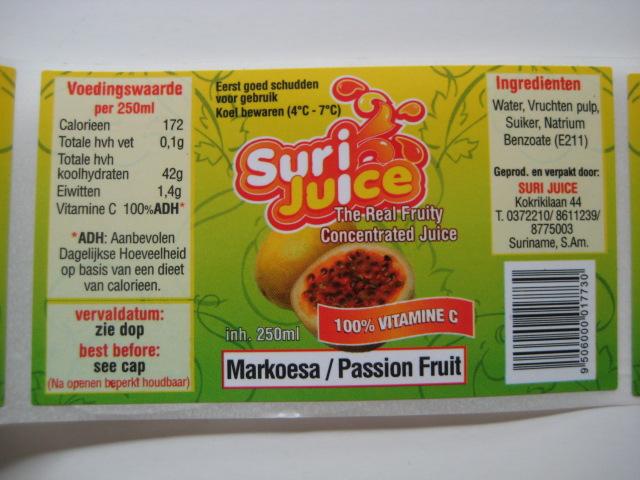 Voedingswaarde
per 250ml
Calorieen 172
Totale hvh vet 0,1g
Totale hvh
koolhydraten 42g
Eiwitten 1,4g
Vitamine C 100%ADH*
*ADH: Aanbevolen
Dagelijkse Hoeveelheid
op basis van een dieet
van calorieen.
vervaldatum:
zie dop
best before:
see cap
(Na openen beperkt houdbaar)
Eerst goed schudden
voor gebruik
Koel bewaren (4°C - 7°C)
Suri
Juice
The Real Fruity
Concentrated Juice
100% VITAMINE C
inh. 250ml
Markoesa / Passion Fruit
Ingredienten
Water, Vruchten pulp,
Suiker, Natrium
Benzoate (E211)
Geprod. en verpakt door:
SURI JUICE
Kokrikilaan 44
T. 0372210/ 8611239/
8775003
Suriname, S.Am.
9 506000 017730